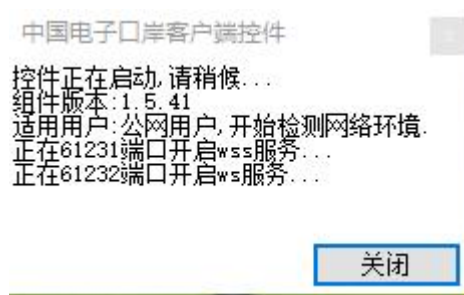 中国电子口岸客户端控件
控件正在启动,请稍候...
组件版本:1.5.41
适用用户:公网用户,开始检测网络环境.
正在61231端口开启wss服务...
正在61232端口开启ws服务...
关闭